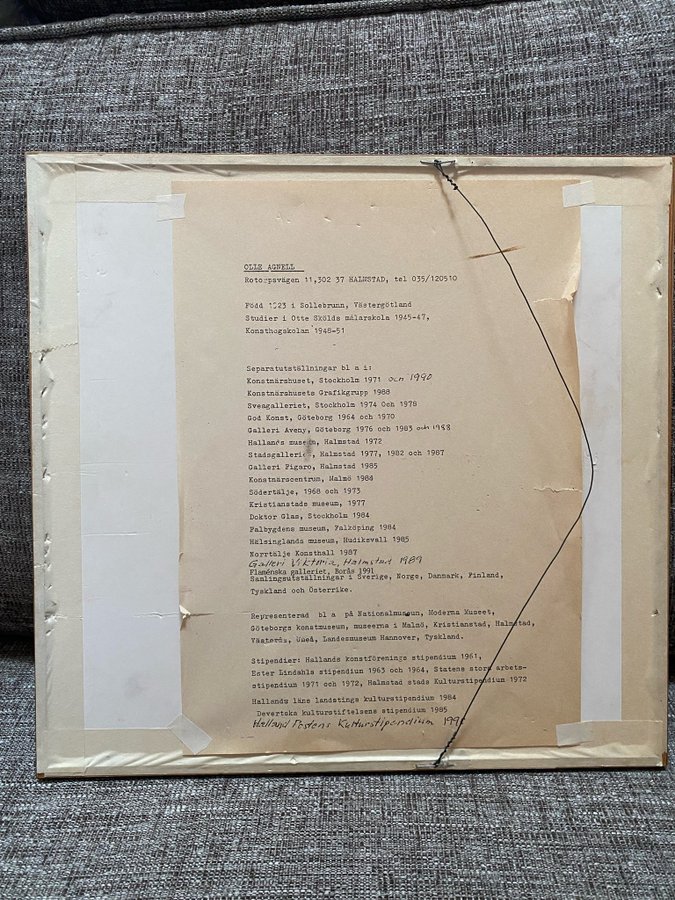 OLLE AGNELL
Rotorpsvägen 11,302 37 HALMSTAD, tel 035/120510
Född 1923 i Sollebrunn, Västergötland
Studier i Otte Skölds målarskola 1945-47,
Konsthögskolan 1948-51
Separatutställningar bl a i:
Konstnärshuset, Stockholm 1971 och 1990
Konstnärshusets Grafikgrupp 1988
Sveagalleriet, Stockholm 1974 Och 1978
God Konst, Göteborg 1964 och 1970
Galleri Aveny, Göteborg 1976 och 1983 och 1988
Hallands museum, Halmstad 1972
Stadsgalleriet, Halmstad 1977, 1982 och 1987
Galleri Figaro, Halmstad 1985
Konstnärscentrum, Malmö 1984
Södertälje, 1968 och 1973
Kristianstads museum, 1977
Doktor Glas, Stockholm 1984
Falbygdens museum, Falköping 1984
Hälsinglands museum, Hudiksvall 1985
Norrtälje Konsthall 1987
Galleri Viktoria, Halmstad 1989
Flaménska galleriet, Borås 1991
Samlingsutställningar i Sverige, Norge, Danmark, Finland,
Tyskland och Österrike.
Representerad bl a på Nationalmuseum, Moderna Museet,
Göteborgs konstmuseum, museerna i Malmö, Kristianstad, Halmstad,
Västerås, Umeå, Landesmuseum Hannover, Tyskland.
Stipendier: Hallands konstförenings stipendium 1961,
Ester Lindahls stipendium 1963 och 1964, Statens stora arbets-
stipendium 1971 och 1972, Halmstad stads Kulturstipendium 1972
Hallands läns landstings kulturstipendium 1984
Devertska kulturstiftelsens stipendium 1985
Halland Postens Kulturstipendium